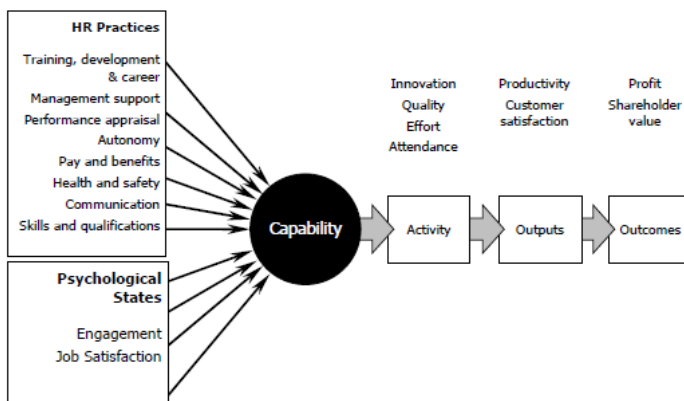 HR Practices
Training, development
& career
Management support
Performance appraisal
Autonomy
Pay and benefits
Health and safety
Communication
Skills and qualifications
Psychological
States
Engagement
Job Satisfaction
Capability
Innovation
Quality
Effort
Attendance
Activity
Productivity
Customer
satisfaction
Outputs
Profit
Shareholder
value
Outcomes